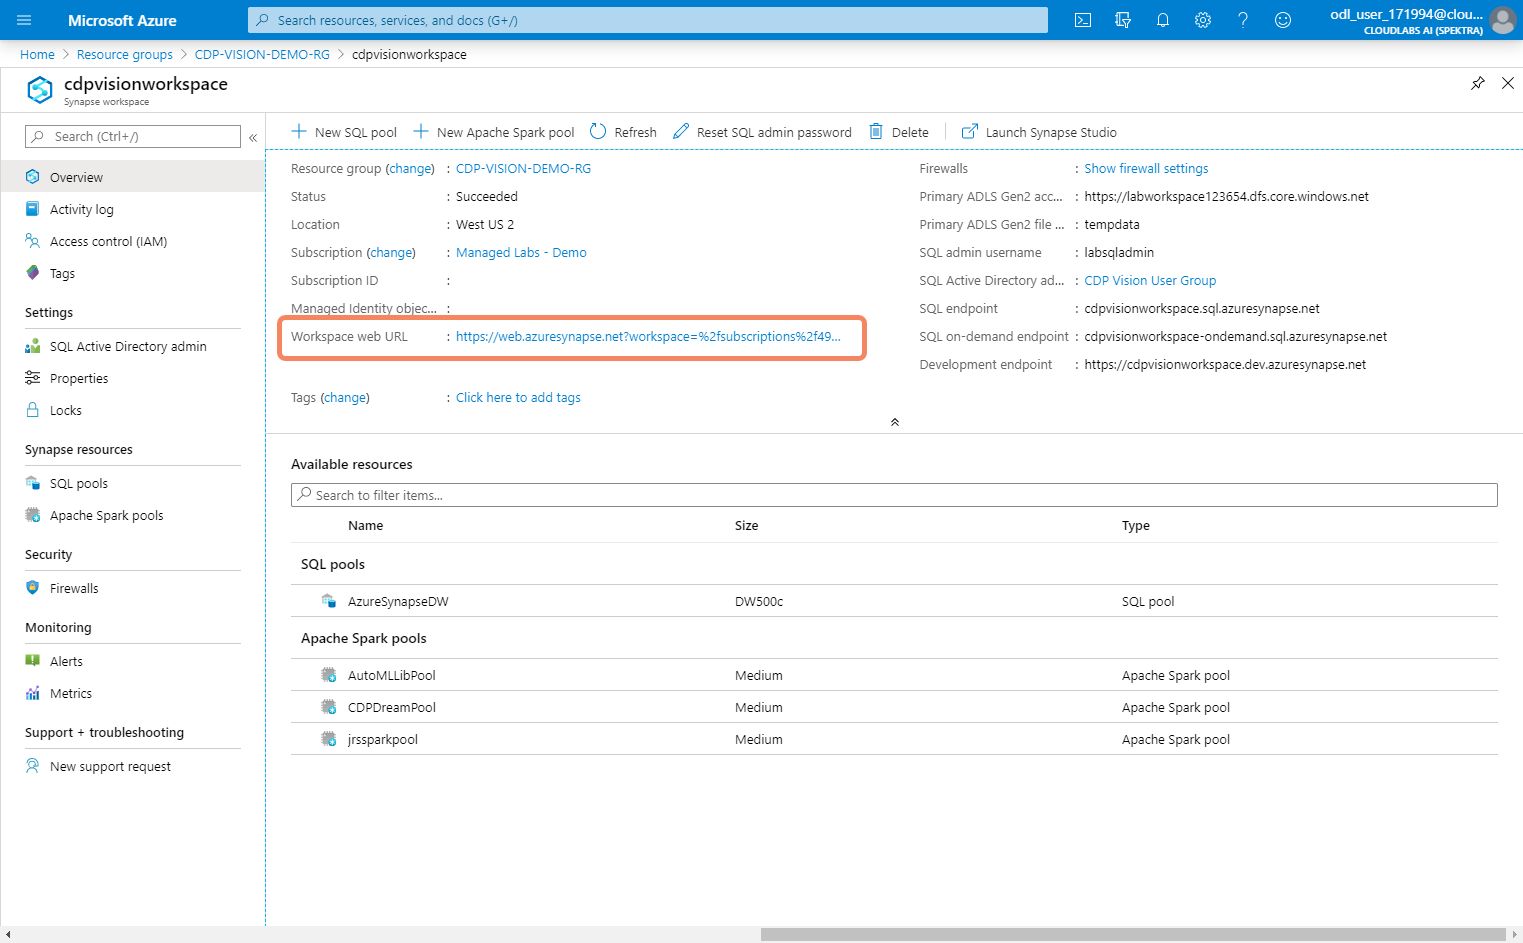 Microsoft Azure
Search resources, services, and docs (G+/)
odl_user_171994@clou...
CLOUDLABS AI (SPEKTRA)
Home > Resource groups > CDP-VISION-DEMO-RG > cdpvisionworkspace
cdpvisionworkspace
Synapse workspace
Search (Ctrl+/)
«
Overview
Activity log
Access control (IAM)
Tags
Settings
SQL Active Directory admin
Properties
Locks
Synapse resources
SQL pools
Apache Spark pools
Security
Firewalls
Monitoring
Alerts
Metrics
Support + troubleshooting
New support request
New SQL pool New Apache Spark pool Refresh Reset SQL admin password Delete Launch Synapse Studio
Resource group (change) : CDP-VISION-DEMO-RG
Status : Succeeded
Location : West US 2
Subscription (change) : Managed Labs - Demo
Subscription ID :
Managed Identity objec... :
Workspace web URL : https://web.azuresynapse.net?workspace=%2fsubscriptions%2f49...
Tags (change) : Click here to add tags
Firewalls : Show firewall settings
Primary ADLS Gen2 acc... : https://labworkspace123654.dfs.core.windows.net
Primary ADLS Gen2 file ... : tempdata
SQL admin username : labsqladmin
SQL Active Directory ad... : CDP Vision User Group
SQL endpoint : cdpvisionworkspace.sql.azuresynapse.net
SQL on-demand endpoint : cdpvisionworkspace-ondemand.sql.azuresynapse.net
Development endpoint : https://cdpvisionworkspace.dev.azuresynapse.net
Available resources
Search to filter items...
Name Size Type
SQL pools
AzureSynapseDW DW500c SQL pool
Apache Spark pools
AutoMLLibPool Medium Apache Spark pool
CDPDreamPool Medium Apache Spark pool
jrssparkpool Medium Apache Spark pool